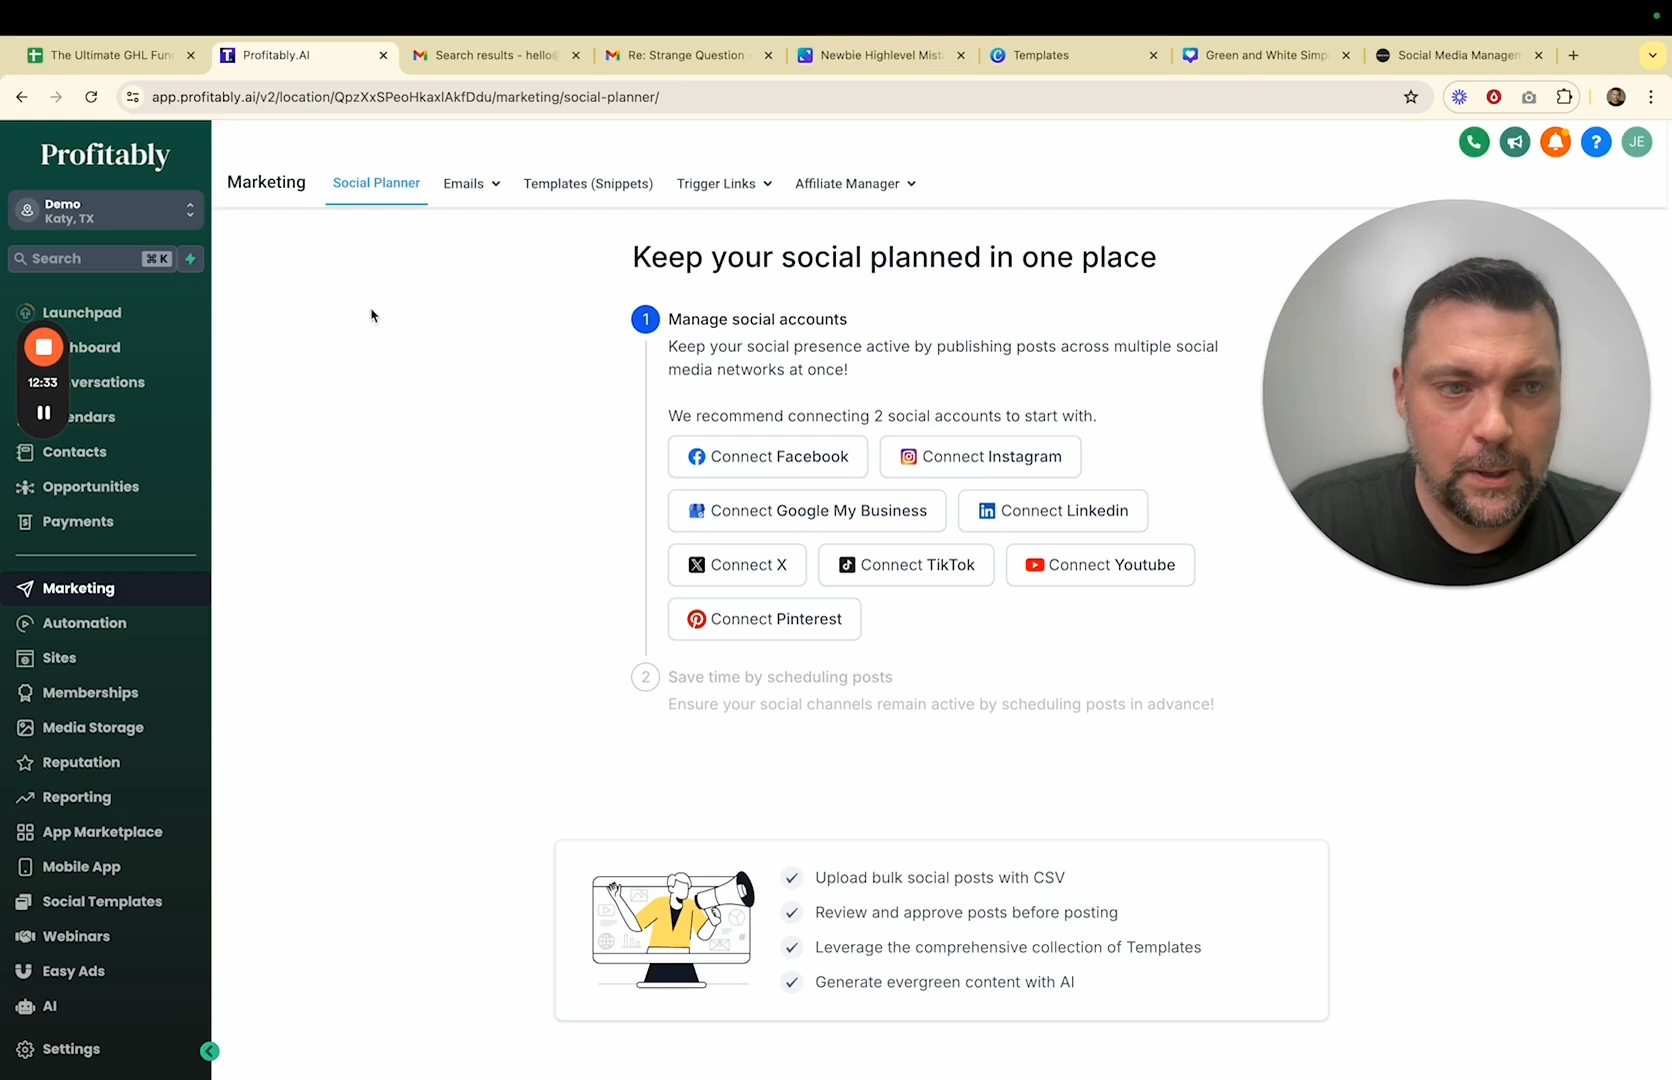 The Ultimate GHL Fun
Profitably.AI
Search results - hello@
Re: Strange Question -
Newbie Highlevel Mist
Templates
Green and White Simp
Social Media Managem
app.profitably.ai/v2/location/QpzXxSPeoHkaxlAkfDdu/marketing/social-planner/
Profitably
Demo
Katy, TX
Search
⌘ K
Launchpad
hboard
12:33
versations
endars
Contacts
Opportunities
Payments
Marketing
Automation
Sites
Memberships
Media Storage
Reputation
Reporting
App Marketplace
Mobile App
Social Templates
Webinars
Easy Ads
AI
Settings
JE
Marketing
Social Planner
Emails
Templates (Snippets)
Trigger Links
Affiliate Manager
Keep your social planned in one place
1
Manage social accounts
Keep your social presence active by publishing posts across multiple social
media networks at once!
We recommend connecting 2 social accounts to start with.
Connect Facebook
Connect Instagram
Connect Google My Business
Connect Linkedin
Connect X
Connect TikTok
Connect Youtube
Connect Pinterest
2
Save time by scheduling posts
Ensure your social channels remain active by scheduling posts in advance!
Upload bulk social posts with CSV
Review and approve posts before posting
Leverage the comprehensive collection of Templates
Generate evergreen content with AI